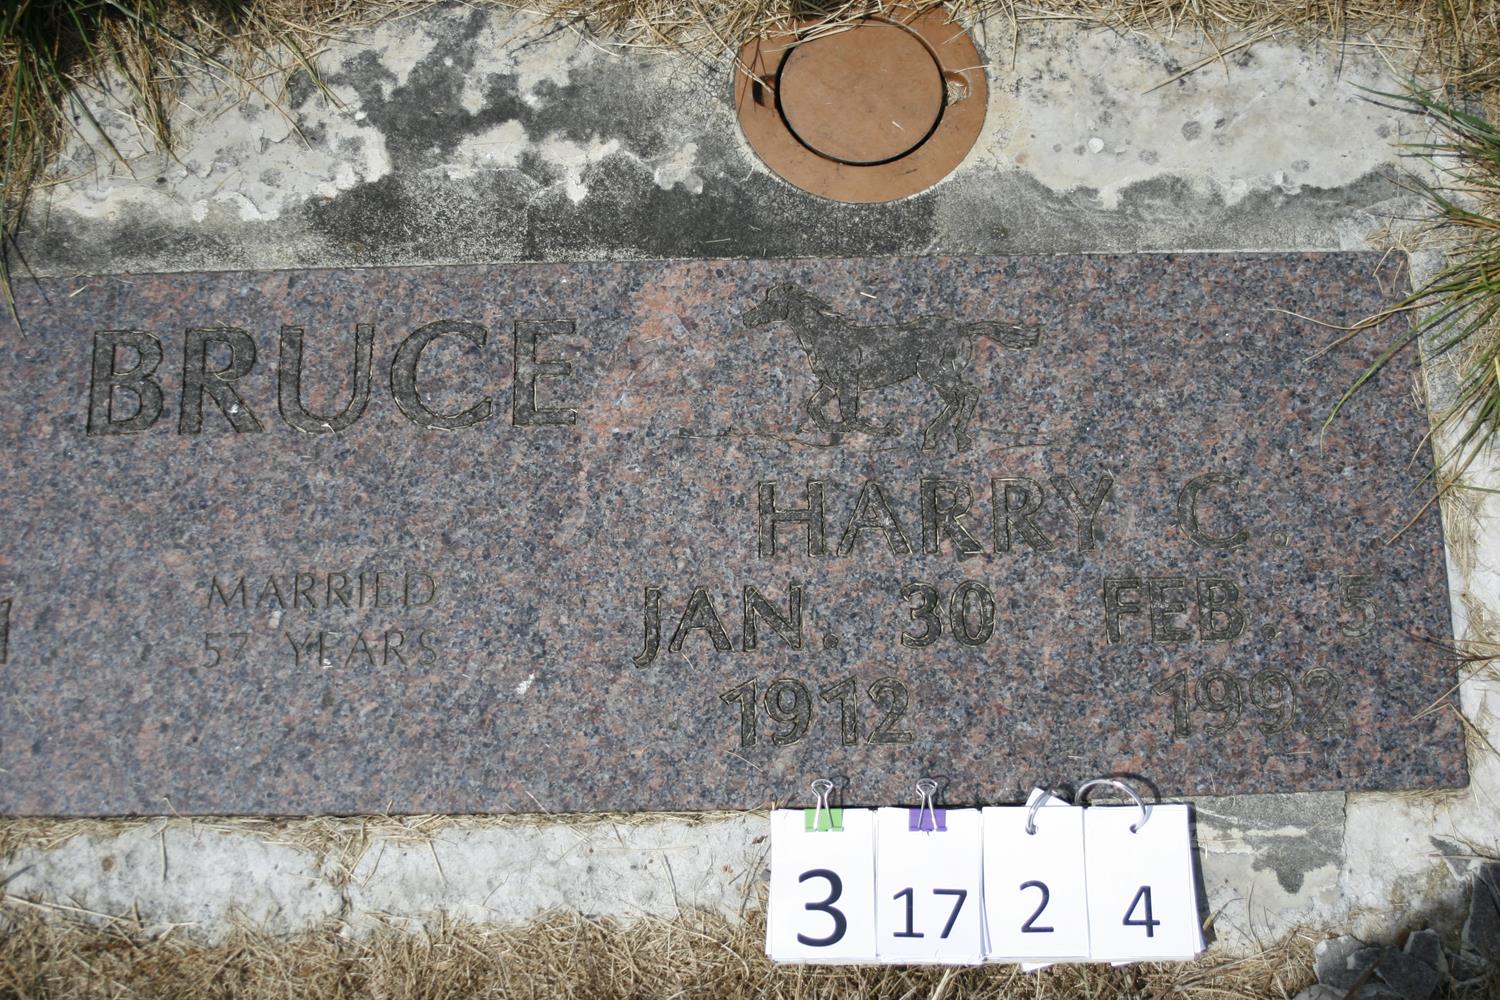 BRUCE
HARRY C.
MARRIED
57 YEARS
JAN. 30 FEB. 5
1912 1992
3 17 2 4